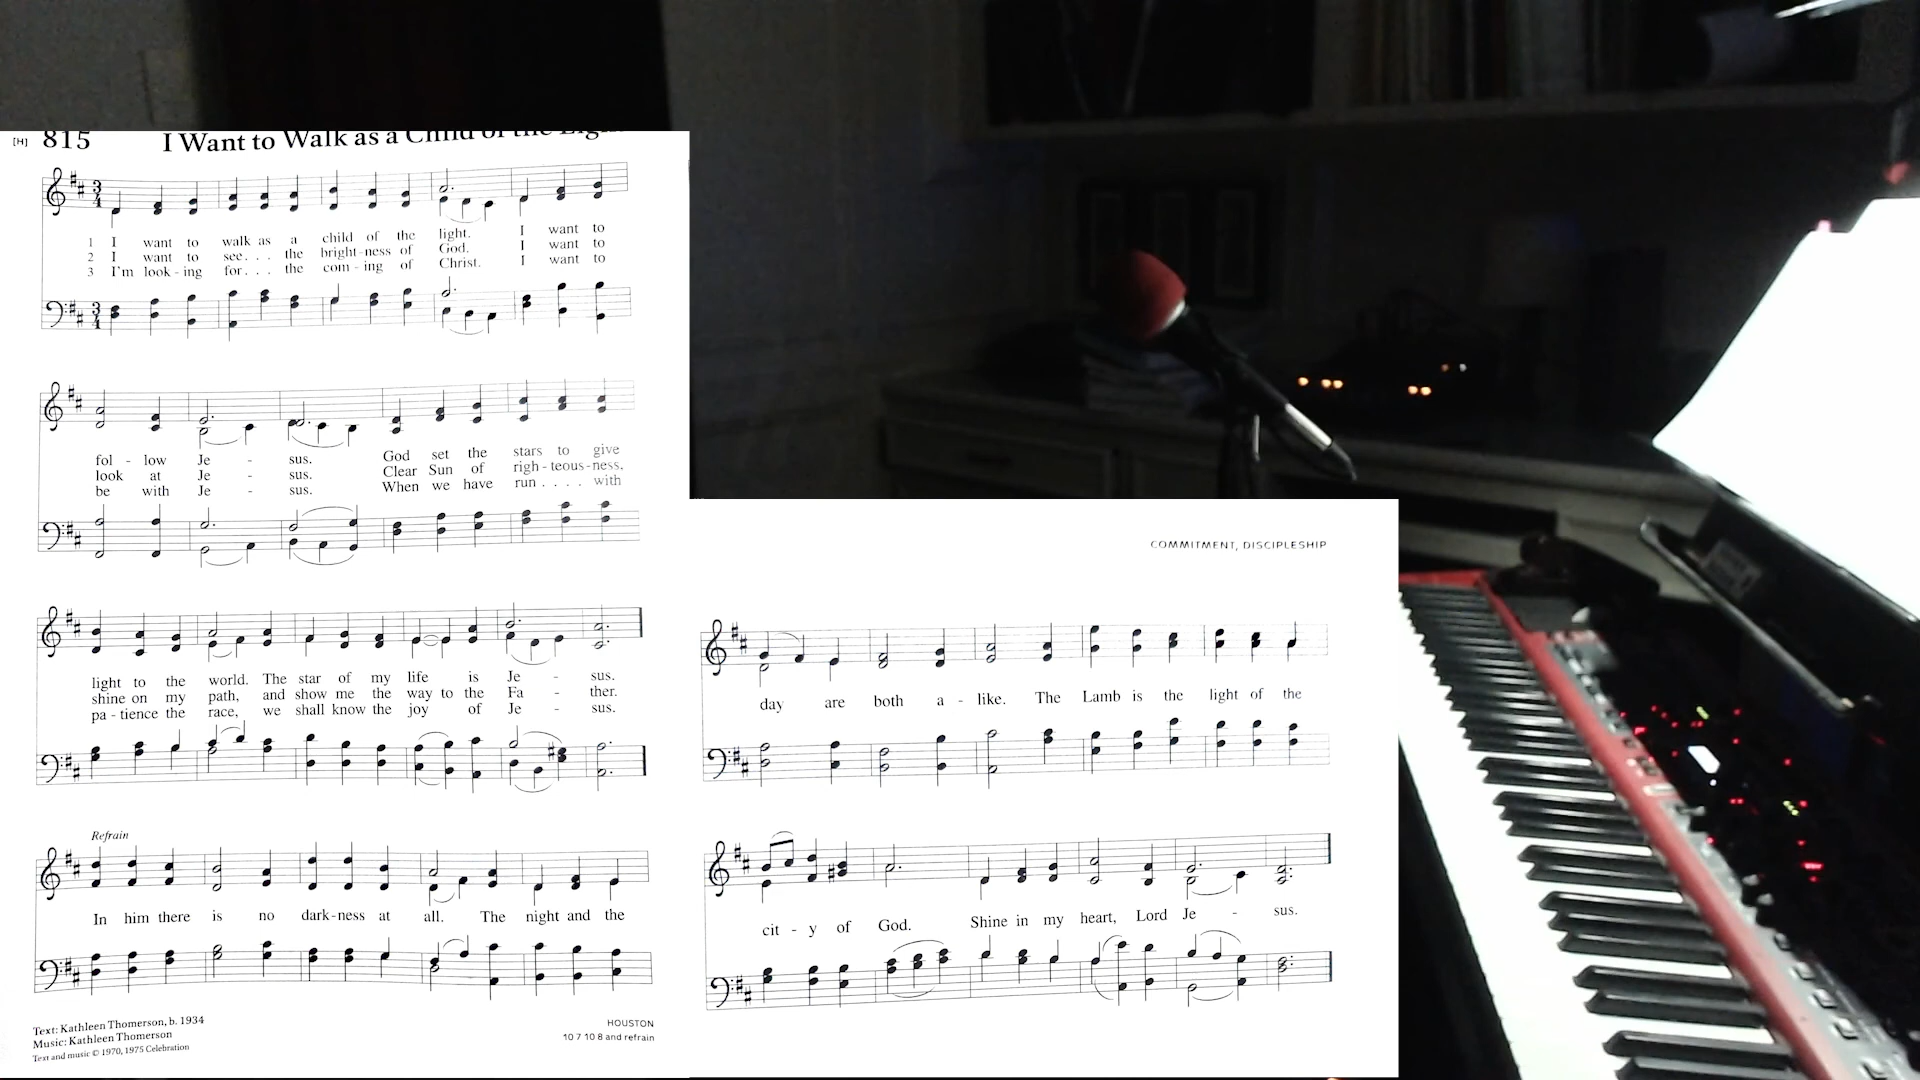 [H] 815 I Want to Walk as a Child of the Light
1 I want to walk as a child of the light. I want to
2 I want to see. . . the bright-ness of God. I want to
3 I'm look - ing for. . . the com - ing of Christ. I want to
fol - low Je - sus. God set the stars to give
look at Je - sus. Clear Sun of righ - teous - ness.
be with Je - sus. When we have run . . . . with
light to the world. The star of my life is Je - sus.
shine on my path, and show me the way to the Fa - ther.
pa - tience the race, we shall know the joy of Je - sus.
Refrain
In him there is no dark-ness at all. The night and the
Text: Kathleen Thomerson, b. 1934
Music: Kathleen Thomerson
Text and music © 1970, 1975 Celebration
HOUSTON
10 7 10 8 and refrain
COMMITMENT, DISCIPLESHIP
day are both a - like. The Lamb is the light of the
cit - y of God. Shine in my heart, Lord Je - sus.